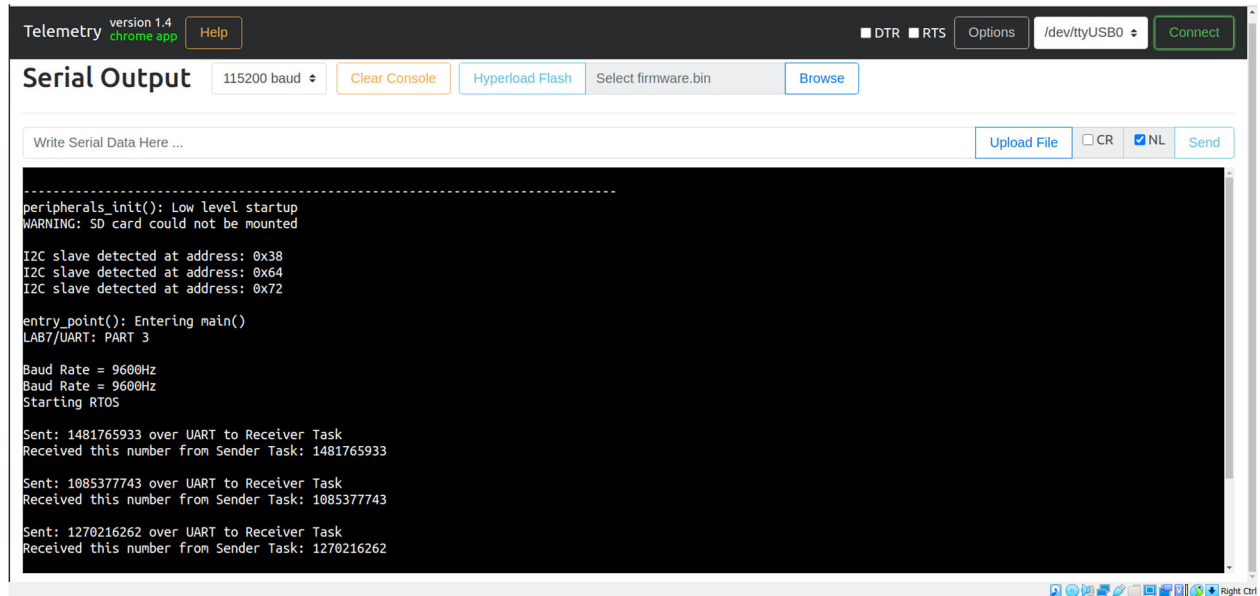 Telemetry version 1.4 chrome app Help DTR RTS Options /dev/ttyUSB0 Connect
Serial Output 115200 baud Clear Console Hyperload Flash Select firmware.bin Browse
Write Serial Data Here ... Upload File CR NL Send
--------------------------------------------------------------------------------
peripherals_init(): Low level startup
WARNING: SD card could not be mounted
I2C slave detected at address: 0x38
I2C slave detected at address: 0x64
I2C slave detected at address: 0x72
entry_point(): Entering main()
LAB7/UART: PART 3
Baud Rate = 9600Hz
Baud Rate = 9600Hz
Starting RTOS
Sent: 1481765933 over UART to Receiver Task
Received this number from Sender Task: 1481765933
Sent: 1085377743 over UART to Receiver Task
Received this number from Sender Task: 1085377743
Sent: 1270216262 over UART to Receiver Task
Received this number from Sender Task: 1270216262
Right Ctrl